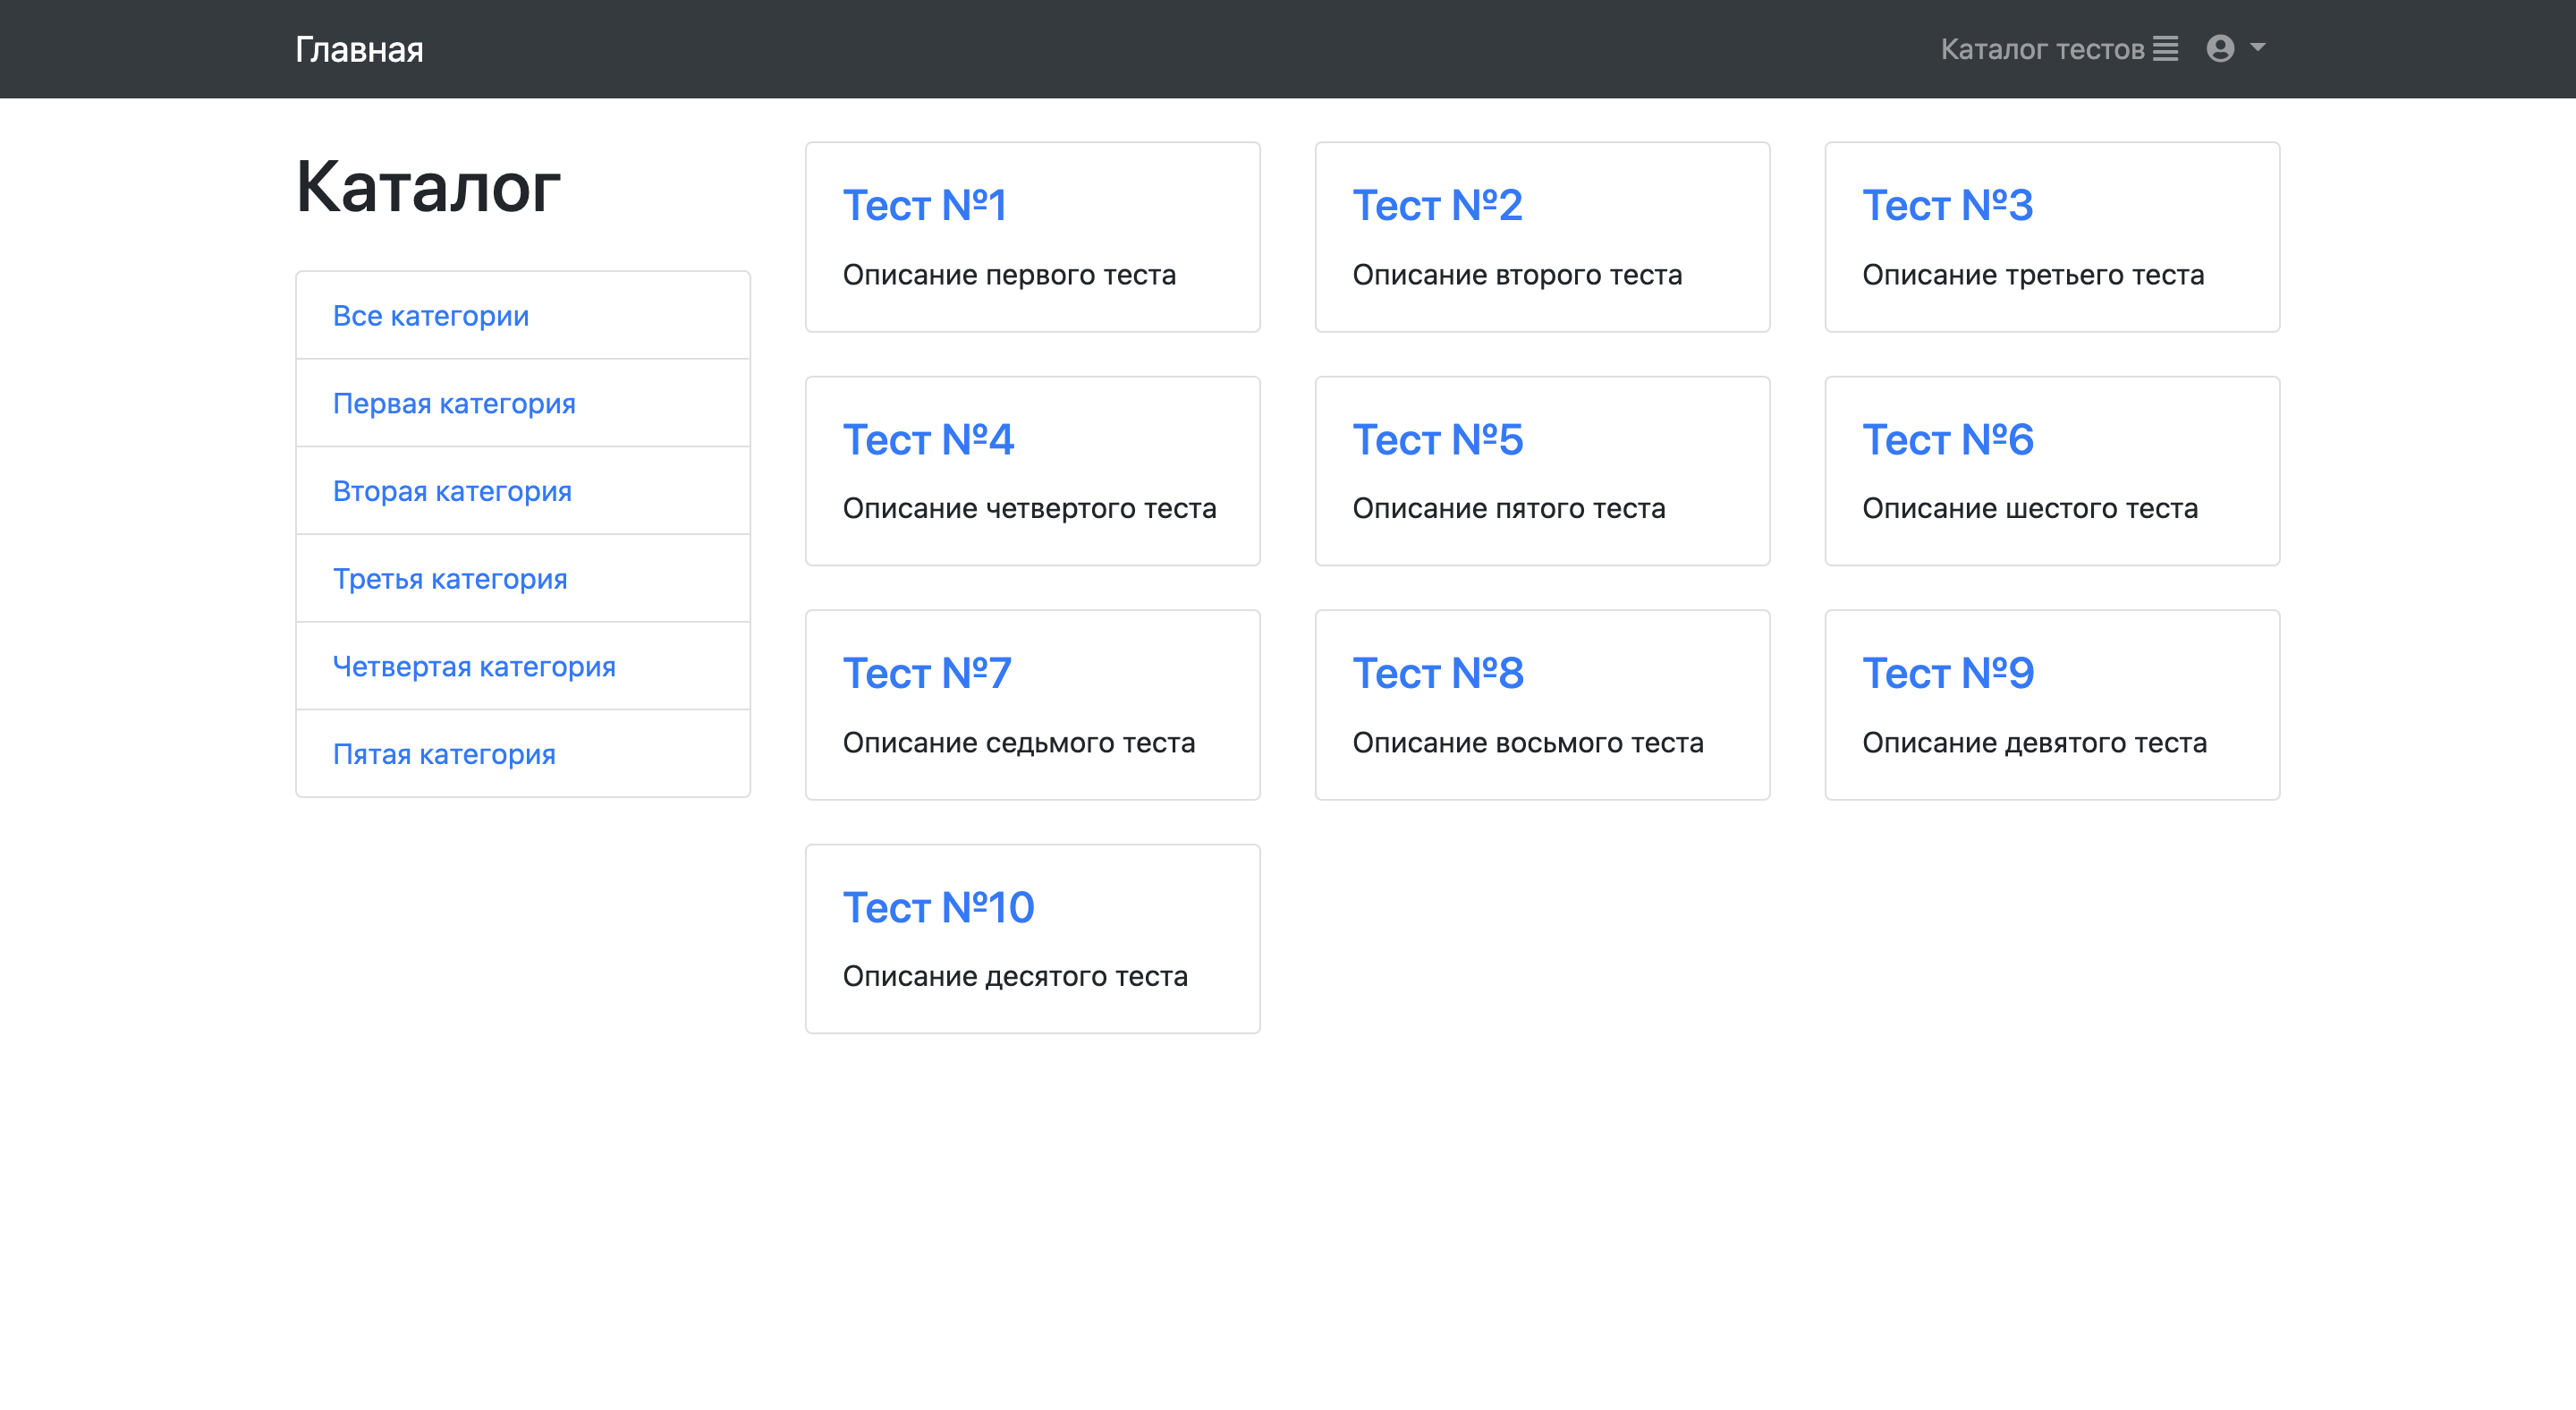 Главная
Каталог тестов
Каталог
Все категории
Первая категория
Вторая категория
Третья категория
Четвертая категория
Пятая категория
Тест №1
Описание первого теста
Тест №2
Описание второго теста
Тест №3
Описание третьего теста
Тест №4
Описание четвертого теста
Тест №5
Описание пятого теста
Тест №6
Описание шестого теста
Тест №7
Описание седьмого теста
Тест №8
Описание восьмого теста
Тест №9
Описание девятого теста
Тест №10
Описание десятого теста